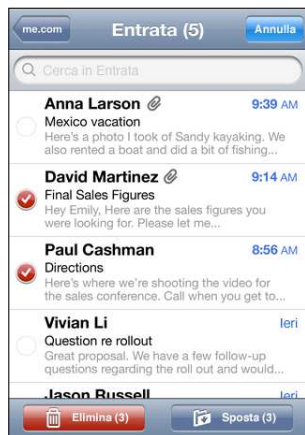 me.com
Entrata (5)
Annulla
Cerca in Entrata
Anna Larson
9:39 AM
Mexico vacation
Here's a photo I took of Sandy kayaking. We
also rented a boat and did a bit of fishing...
David Martinez
9:14 AM
Final Sales Figures
Hey Emily, Here are the sales figures you
were looking for. Please let me...
Paul Cashman
8:56 AM
Directions
Here's where we're shooting the video for
the sales conference. Call when you get to...
Vivian Li
Ieri
Question re rollout
Great proposal. We have a few follow-up
questions regarding the roll out and would...
Jason Russell
Ieri
Elimina (3)
Sposta (3)